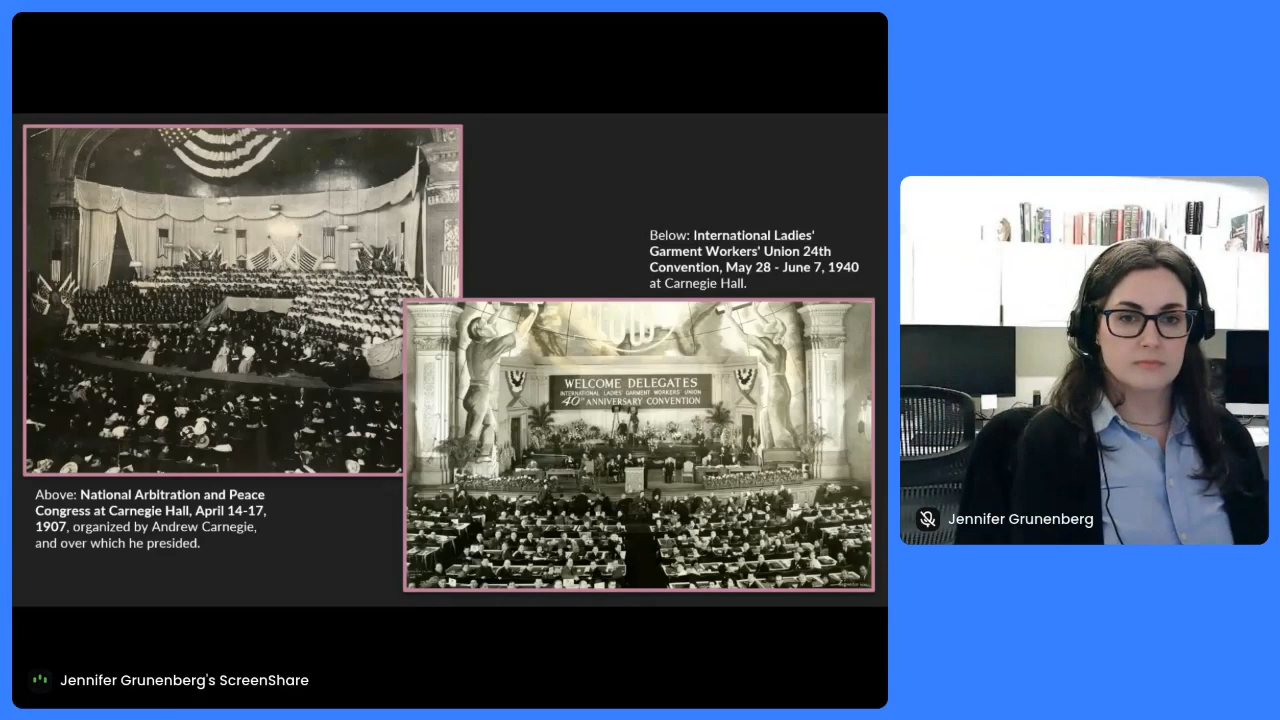 Below: International Ladies'
Garment Workers' Union 24th
Convention, May 28 - June 7, 1940
at Carnegie Hall.
WELCOME DELEGATES
INTERNATIONAL LADIES GARMENT WORKERS UNION
40TH ANNIVERSARY CONVENTION
Above: National Arbitration and Peace
Congress at Carnegie Hall, April 14-17,
1907, organized by Andrew Carnegie,
and over which he presided.
Jennifer Grunenberg
Jennifer Grunenberg's ScreenShare